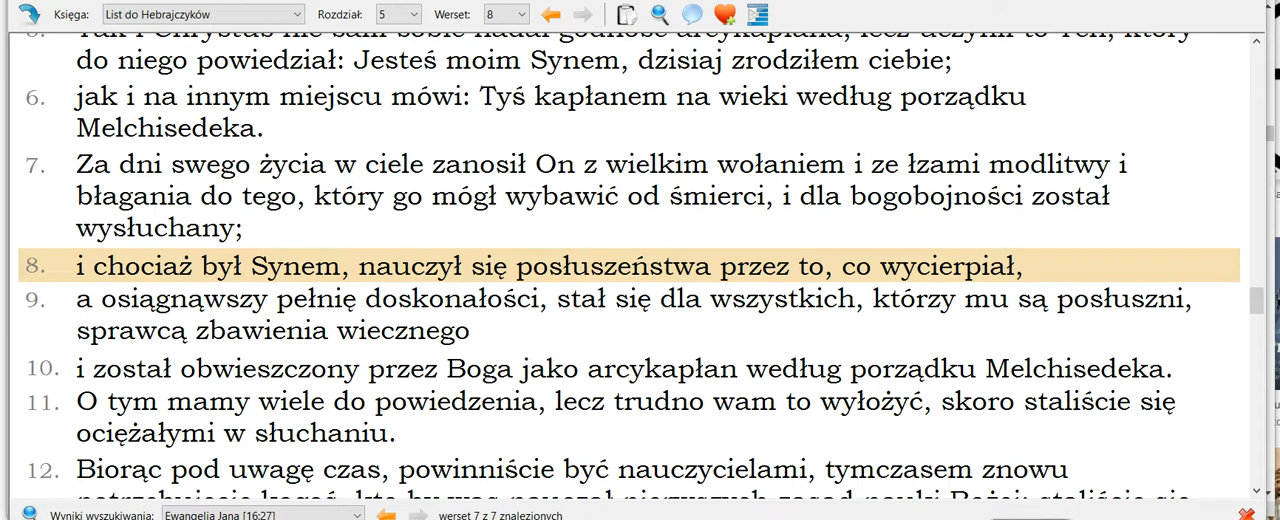 Księga: List do Hebrajczyków Rozdział: 5 Werset: 8
do niego powiedział: Jesteś moim Synem, dzisiaj zrodziłem ciebie;
6. jak i na innym miejscu mówi: Tyś kapłanem na wieki według porządku
Melchisedeka.
7. Za dni swego życia w ciele zanosił On z wielkim wołaniem i ze łzami modlitwy i
błagania do tego, który go mógł wybawić od śmierci, i dla bogobojności został
wysłuchany;
8. i chociaż był Synem, nauczył się posłuszeństwa przez to, co wycierpiał,
9. a osiągnąwszy pełnię doskonałości, stał się dla wszystkich, którzy mu są posłuszni,
sprawcą zbawienia wiecznego
10. i został obwieszczony przez Boga jako arcykapłan według porządku Melchisedeka.
11. O tym mamy wiele do powiedzenia, lecz trudno wam to wyłożyć, skoro staliście się
ociężałymi w słuchaniu.
12. Biorąc pod uwagę czas, powinniście być nauczycielami, tymczasem znowu
Wyniki wyszukiwania: Ewangelia Jana [16:27] werset 7 z 7 znalezionych